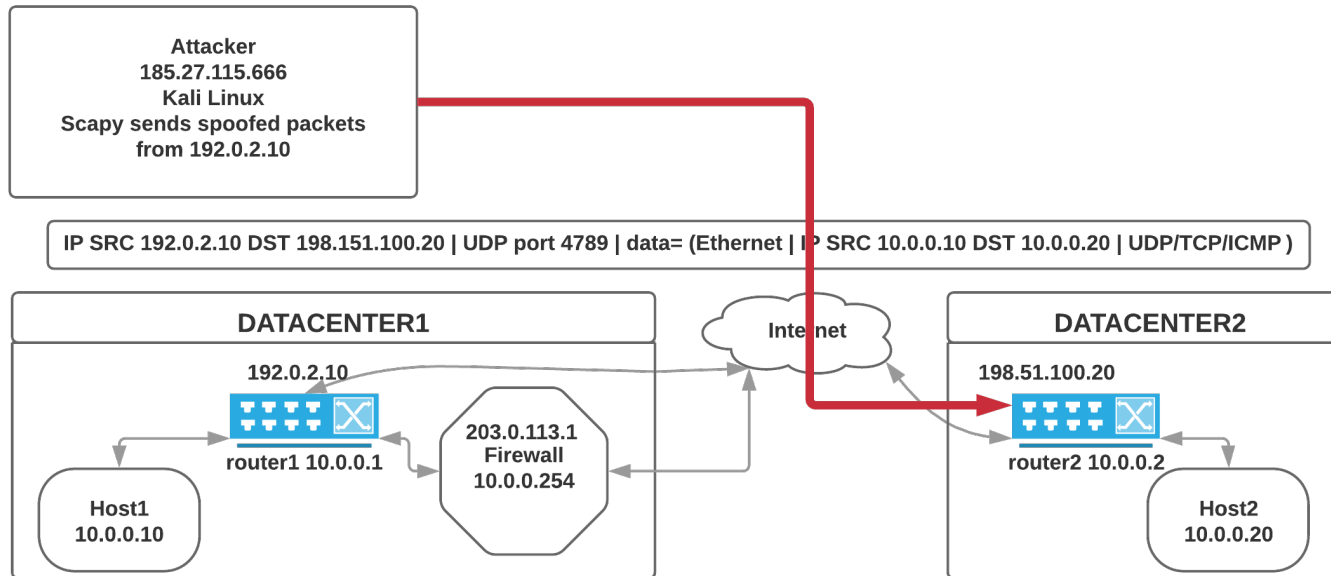 Attacker
185.27.115.666
Kali Linux
Scapy sends spoofed packets
from 192.0.2.10
IP SRC 192.0.2.10 DST 198.151.100.20 | UDP port 4789 | data= (Ethernet | IP SRC 10.0.0.10 DST 10.0.0.20 | UDP/TCP/ICMP )
DATACENTER1
Internet
DATACENTER2
192.0.2.10
198.51.100.20
203.0.113.1
Firewall
10.0.0.254
router1 10.0.0.1
router2 10.0.0.2
Host1
10.0.0.10
Host2
10.0.0.20